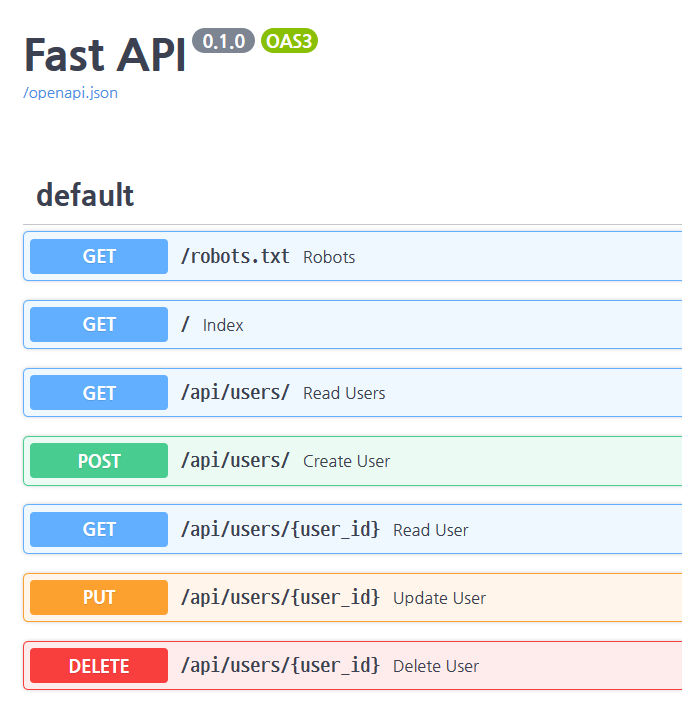 Fast API 0.1.0 OAS3
/openapi.json
default
GET /robots.txt Robots
GET / Index
GET /api/users/ Read Users
POST /api/users/ Create User
GET /api/users/{user_id} Read User
PUT /api/users/{user_id} Update User
DELETE /api/users/{user_id} Delete User